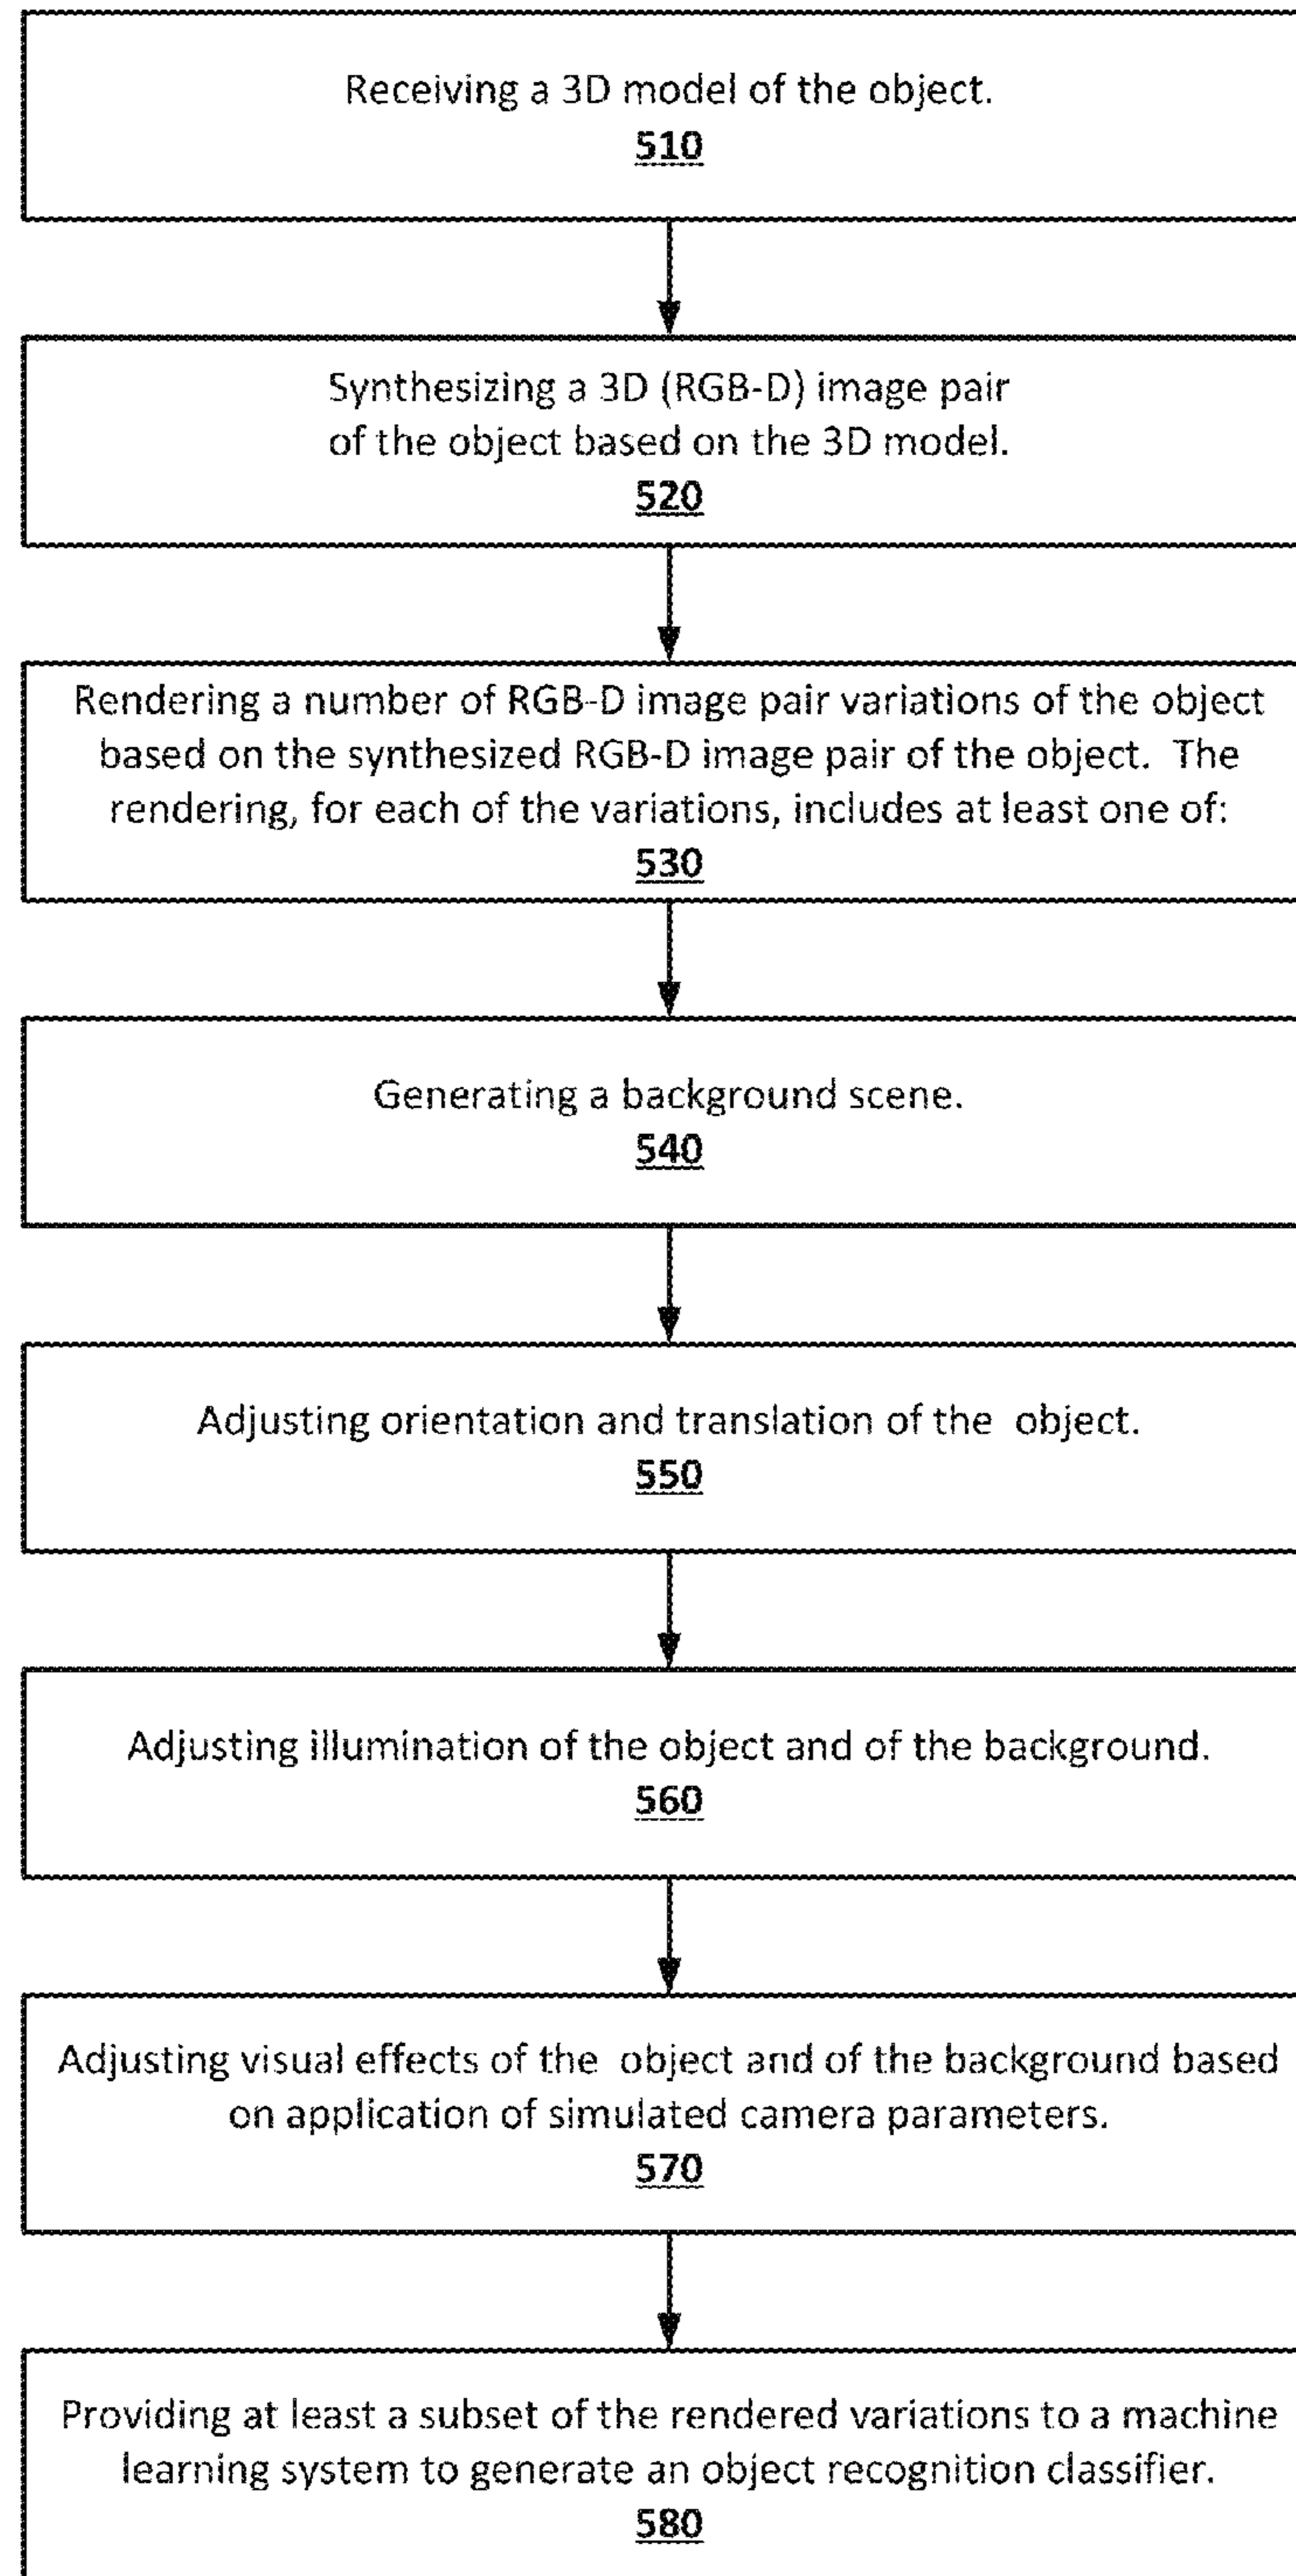 Receiving a 3D model of the object.
510
Synthesizing a 3D (RGB-D) image pair
of the object based on the 3D model.
520
Rendering a number of RGB-D image pair variations of the object
based on the synthesized RGB-D image pair of the object. The
rendering, for each of the variations, includes at least one of:
530
Generating a background scene.
540
Adjusting orientation and translation of the object.
550
Adjusting illumination of the object and of the background.
560
Adjusting visual effects of the object and of the background based
on application of simulated camera parameters.
570
Providing at least a subset of the rendered variations to a machine
learning system to generate an object recognition classifier.
580